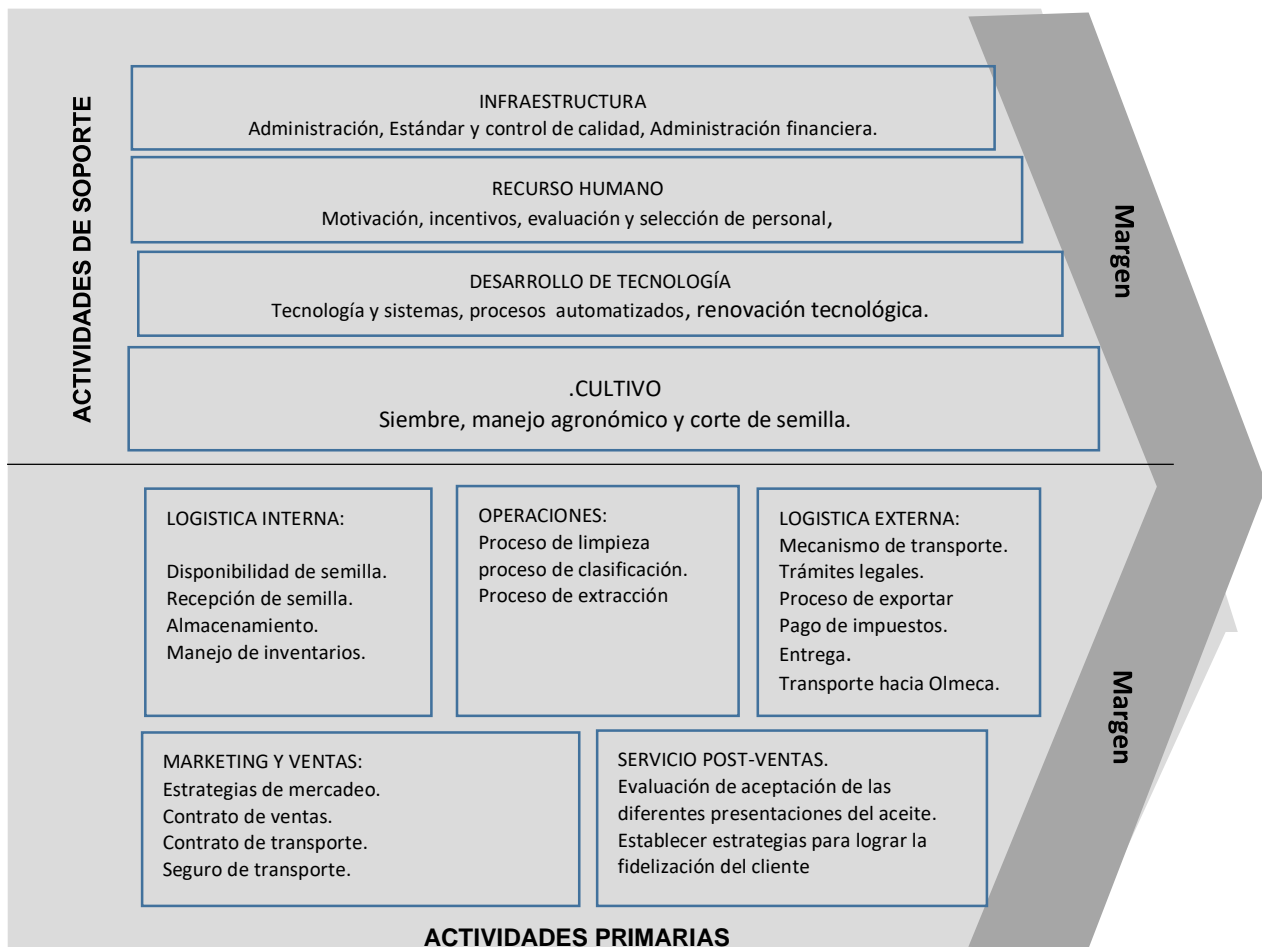 ACTIVIDADES DE SOPORTE
INFRAESTRUCTURA
Administración, Estándar y control de calidad, Administración financiera.
RECURSO HUMANO
Motivación, incentivos, evaluación y selección de personal,
DESARROLLO DE TECNOLOGÍA
Tecnología y sistemas, procesos automatizados, renovación tecnológica.
.CULTIVO
Siembre, manejo agronómico y corte de semilla.
Margen
LOGISTICA INTERNA:
Disponibilidad de semilla.
Recepción de semilla.
Almacenamiento.
Manejo de inventarios.
OPERACIONES:
Proceso de limpieza
proceso de clasificación.
Proceso de extracción
LOGISTICA EXTERNA:
Mecanismo de transporte.
Trámites legales.
Proceso de exportar
Pago de impuestos.
Entrega.
Transporte hacia Olmeca.
MARKETING Y VENTAS:
Estrategias de mercadeo.
Contrato de ventas.
Contrato de transporte.
Seguro de transporte.
SERVICIO POST-VENTAS.
Evaluación de aceptación de las
diferentes presentaciones del aceite.
Establecer estrategias para lograr la
fidelización del cliente
Margen
ACTIVIDADES PRIMARIAS